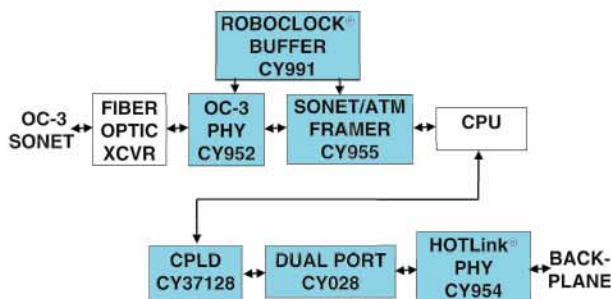 ROBOCLOCK®
BUFFER
CY991
OC-3
SONET
FIBER
OPTIC
XCVR
OC-3
PHY
CY952
SONET/ATM
FRAMER
CY955
CPU
CPLD
CY37128
DUAL PORT
CY028
HOTLink®
PHY
CY954
BACK-
PLANE